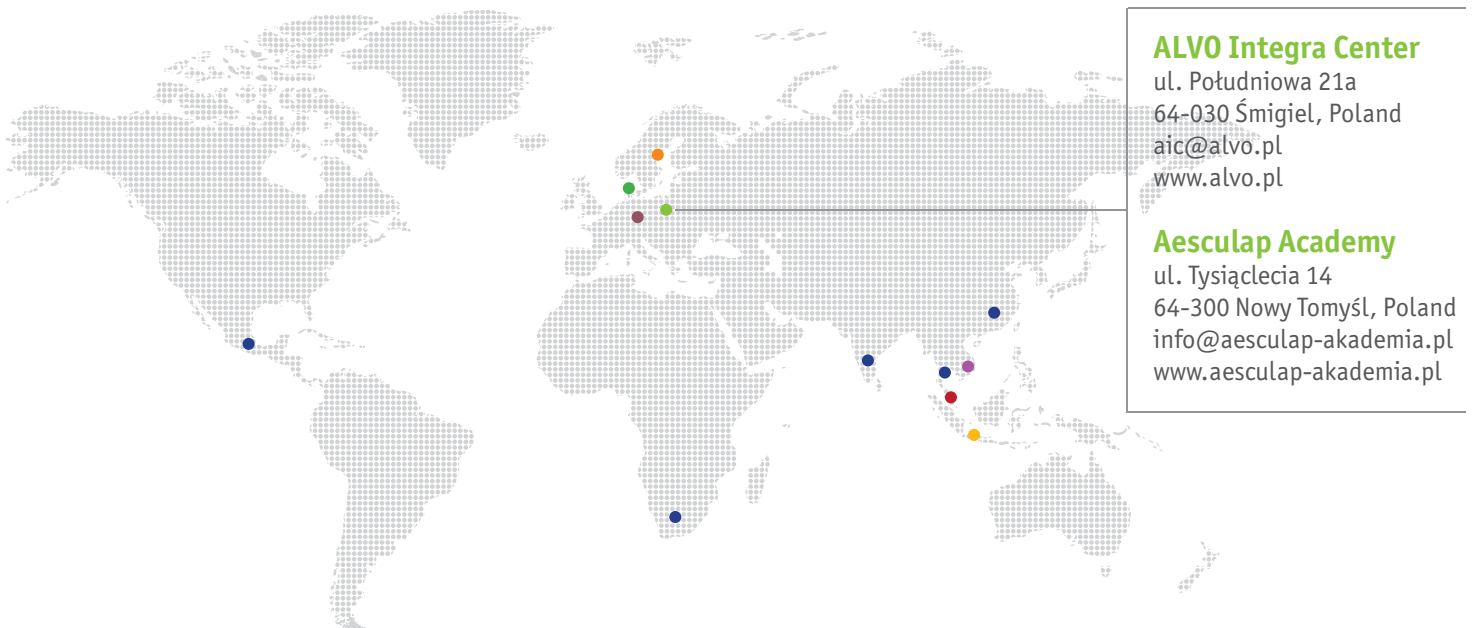 ALVO Integra Center
ul. Południowa 21a
64-030 Śmigiel, Poland
aic@alvo.pl
www.alvo.pl
Aesculap Academy
ul. Tysiąclecia 14
64-300 Nowy Tomyśl, Poland
info@aesculap-akademia.pl
www.aesculap-akademia.pl